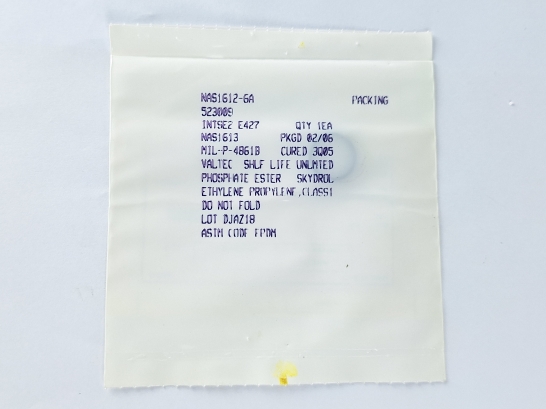 NAS1612-6A PACKING
523009
INTSE2 E427 QTY 1EA
NAS1613 PKGD 02/06
MIL-P-4861B CURED 3Q05
VALTEC SHLF LIFE UNLMTED
PHOSPHATE ESTER SKYDROL
ETHYLENE PROPYLENE,CLASS1
DO NOT FOLD
LOT DJAZ18
ASTM CODE EPDM